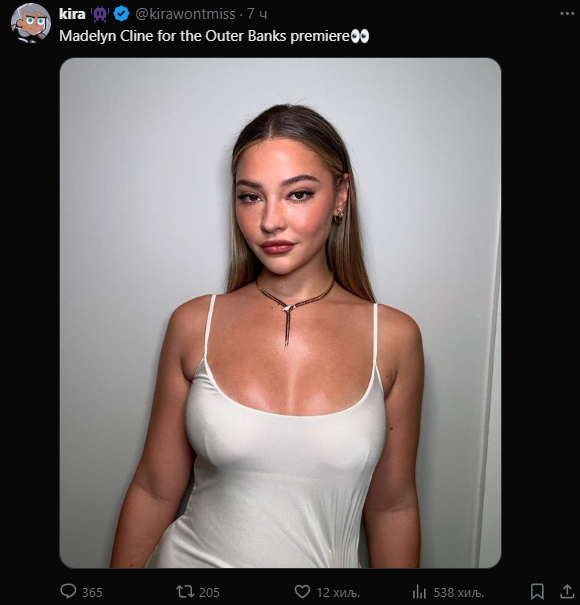 kira @kirawontmiss · 7 ч
Madelyn Cline for the Outer Banks premiere👀
365 205 12 хиљ. 538 хиљ.